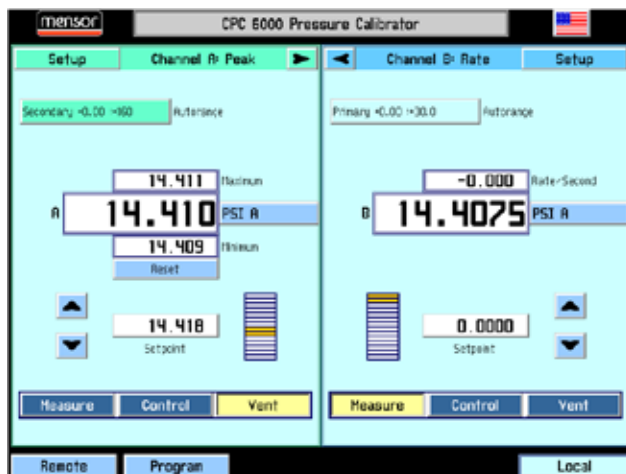 mensor CPC 6000 Pressure Calibrator
Setup Channel A: Peak Channel B: Rate Setup
Secondary +0.00 :+160 Autorange Primary +0.00 :+30.0 Autorange
14.411 Maximum -0.000 Rate/Second
A 14.410 PSI A B 14.4075 PSI A
14.409 Minimum
Reset
14.418 0.0000
Setpoint Setpoint
Measure Control Vent Measure Control Vent
Remote Program Local